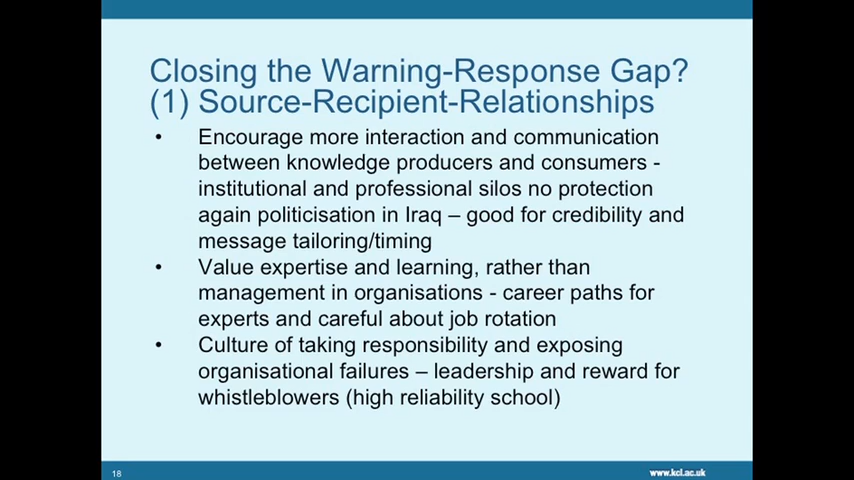 Closing the Warning-Response Gap?
(1) Source-Recipient-Relationships
• Encourage more interaction and communication
between knowledge producers and consumers -
institutional and professional silos no protection
again politicisation in Iraq – good for credibility and
message tailoring/timing
• Value expertise and learning, rather than
management in organisations - career paths for
experts and careful about job rotation
• Culture of taking responsibility and exposing
organisational failures – leadership and reward for
whistleblowers (high reliability school)
18
www.kcl.ac.uk